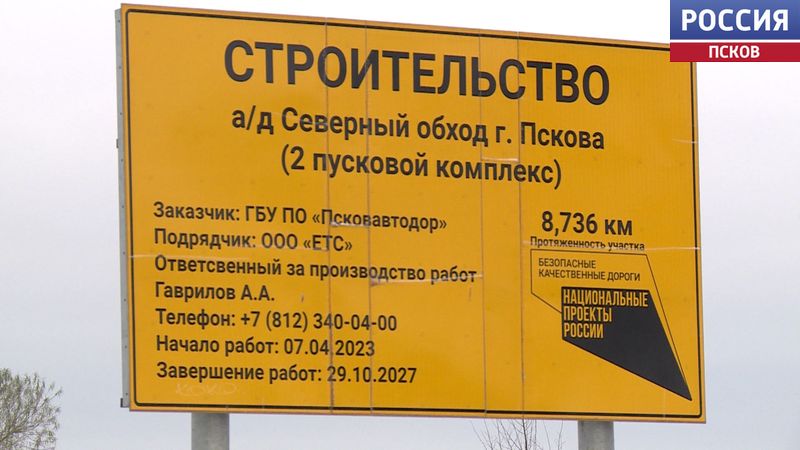 РОССИЯ
ПСКОВ
СТРОИТЕЛЬСТВО
а/д Северный обход г. Пскова
(2 пусковой комплекс)
Заказчик: ГБУ ПО «Псковавтодор»
Подрядчик: ООО «ЕТС»
Ответсвенный за производство работ
Гаврилов А.А.
Телефон: +7 (812) 340-04-00
Начало работ: 07.04.2023
Завершение работ: 29.10.2027
8,736 км
Протяженность участка
БЕЗОПАСНЫЕ
КАЧЕСТВЕННЫЕ ДОРОГИ
НАЦИОНАЛЬНЫЕ
ПРОЕКТЫ
РОССИИ